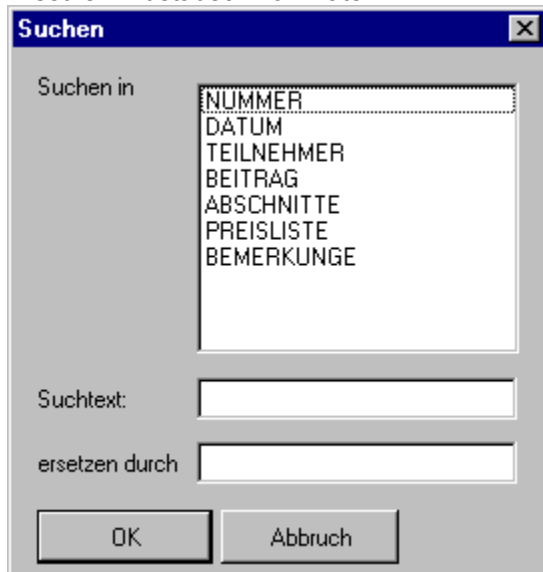 Suchen
Suchen in
NUMMER
DATUM
TEILNEHMER
BEITRAG
ABSCHNITTE
PREISLISTE
BEMERKUNGE
Suchtext:
ersetzen durch
OK
Abbruch